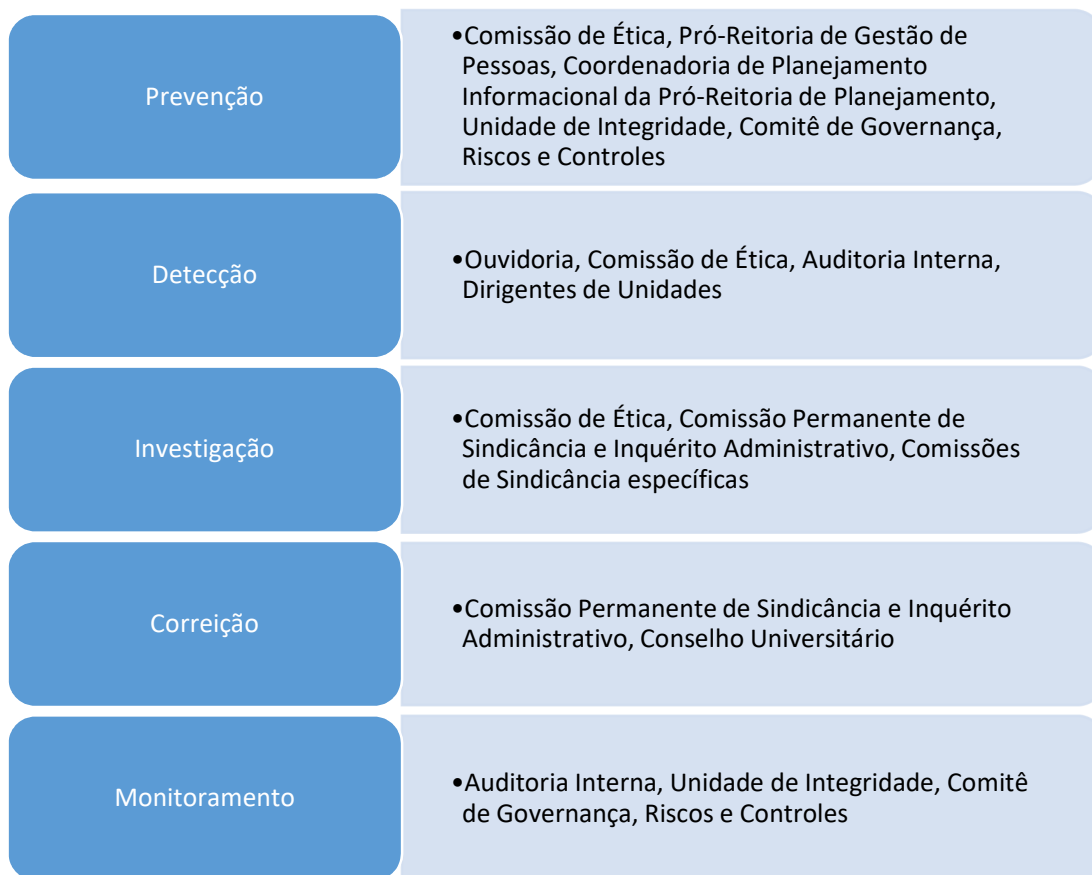 Prevenção
•Comissão de Ética, Pró-Reitoria de Gestão de
Pessoas, Coordenadoria de Planejamento
Informacional da Pró-Reitoria de Planejamento,
Unidade de Integridade, Comitê de Governança,
Riscos e Controles
Detecção
•Ouvidoria, Comissão de Ética, Auditoria Interna,
Dirigentes de Unidades
Investigação
•Comissão de Ética, Comissão Permanente de
Sindicância e Inquérito Administrativo, Comissões
de Sindicância específicas
Correição
•Comissão Permanente de Sindicância e Inquérito
Administrativo, Conselho Universitário
Monitoramento
•Auditoria Interna, Unidade de Integridade, Comitê
de Governança, Riscos e Controles